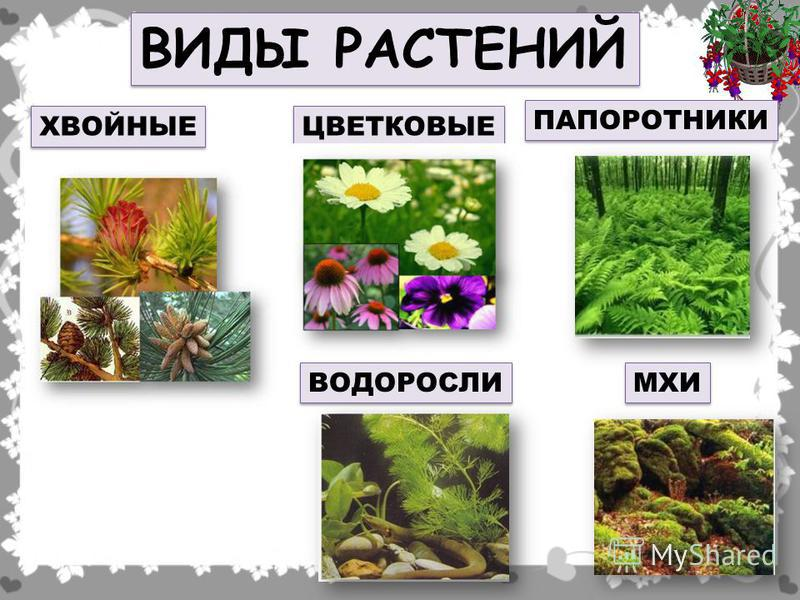 ВИДЫ РАСТЕНИЙ
ХВОЙНЫЕ
ЦВЕТКОВЫЕ
ПАПОРОТНИКИ
ВОДОРОСЛИ
МХИ
MyShared